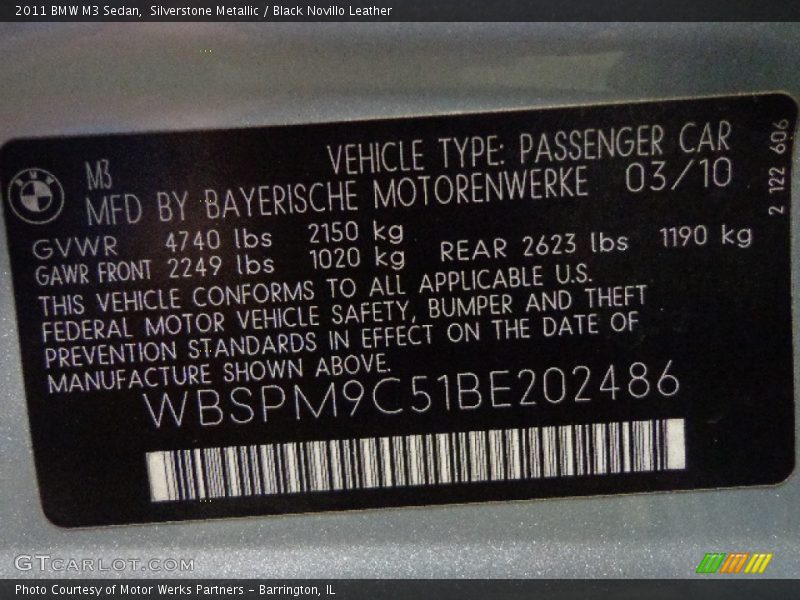 2011 BMW M3 Sedan, Silverstone Metallic / Black Novillo Leather
M3 VEHICLE TYPE: PASSENGER CAR
MFD BY BAYERISCHE MOTORENWERKE 03/10
GVWR 4740 lbs 2150 kg
GAWR FRONT 2249 lbs 1020 kg REAR 2623 lbs 1190 kg
THIS VEHICLE CONFORMS TO ALL APPLICABLE U.S.
FEDERAL MOTOR VEHICLE SAFETY, BUMPER AND THEFT
PREVENTION STANDARDS IN EFFECT ON THE DATE OF
MANUFACTURE SHOWN ABOVE.
WBSPM9C51BE202486
2 122 606
BMW
GTCARLOT.COM
Photo Courtesy of Motor Werks Partners - Barrington, IL